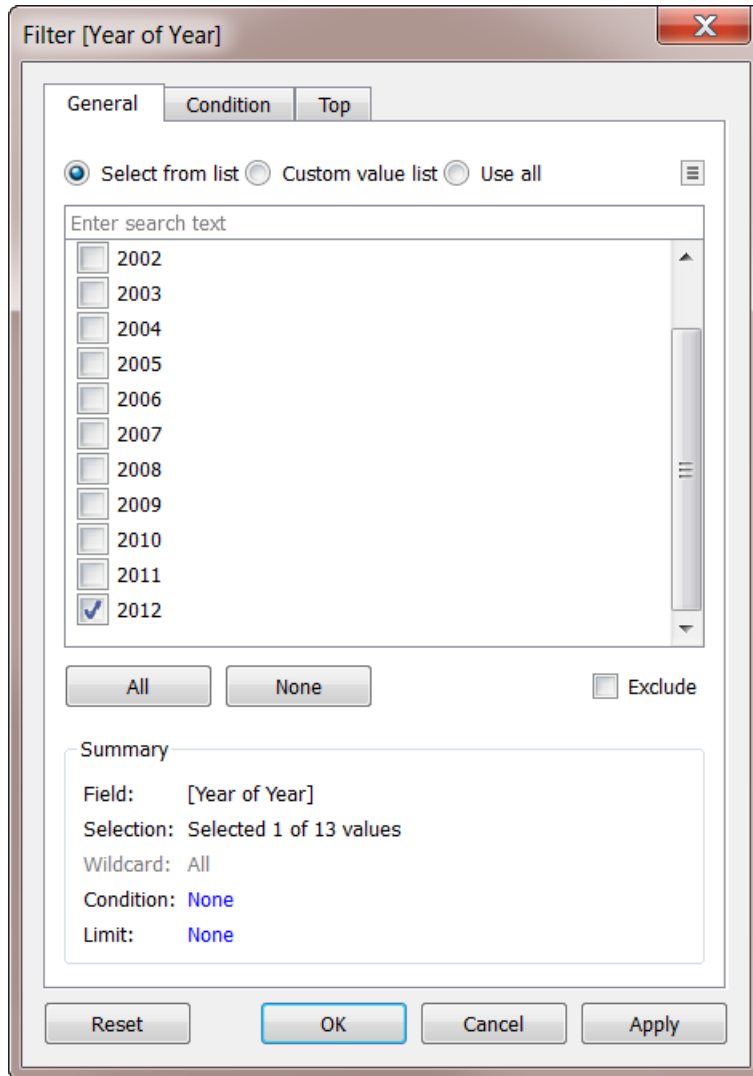 Filter [Year of Year]
General Condition Top
Select from list Custom value list Use all
Enter search text
2002
2003
2004
2005
2006
2007
2008
2009
2010
2011
2012
All None Exclude
Summary
Field: [Year of Year]
Selection: Selected 1 of 13 values
Wildcard: All
Condition: None
Limit: None
Reset OK Cancel Apply